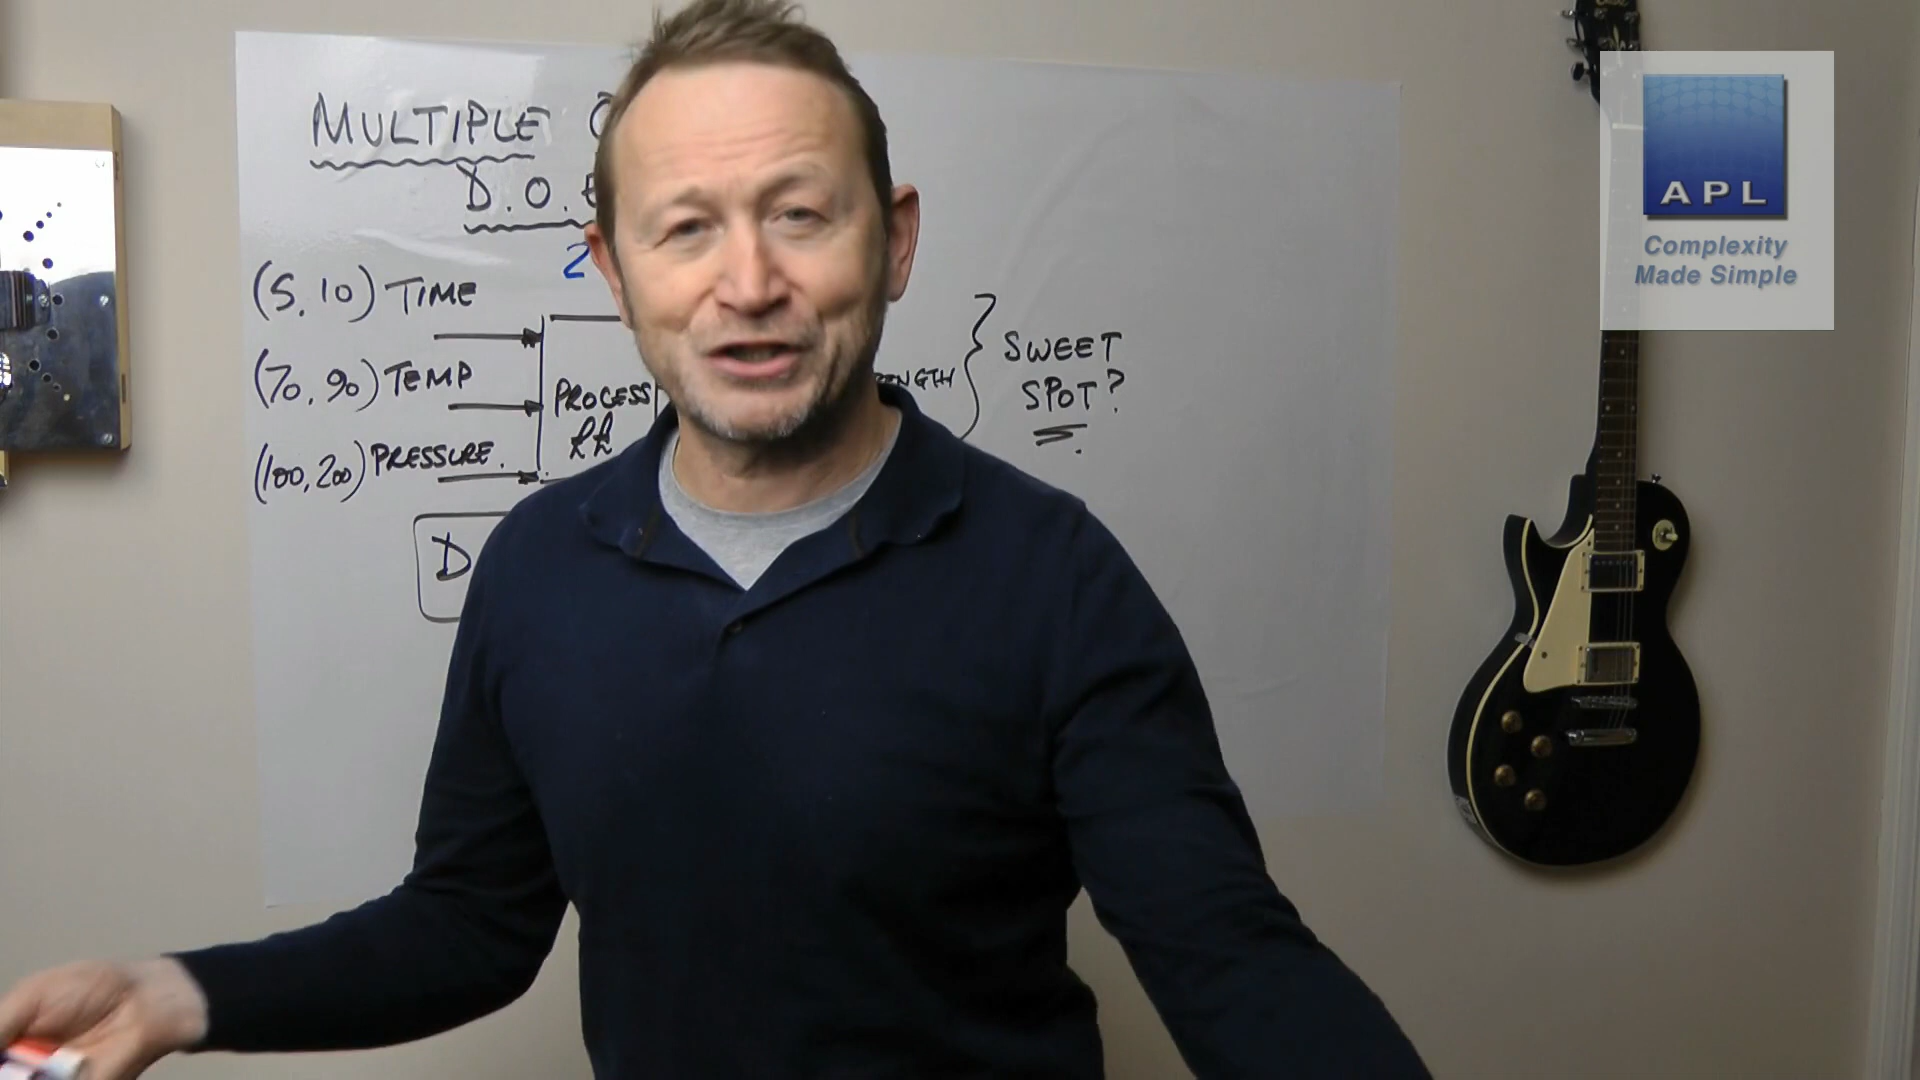 MULTIPLE
D.O.E
2
(5, 10) TIME
(70, 90) TEMP
(100, 200) PRESSURE.
PROCESS
££
SWEET
SPOT?
D
APL
Complexity
Made Simple